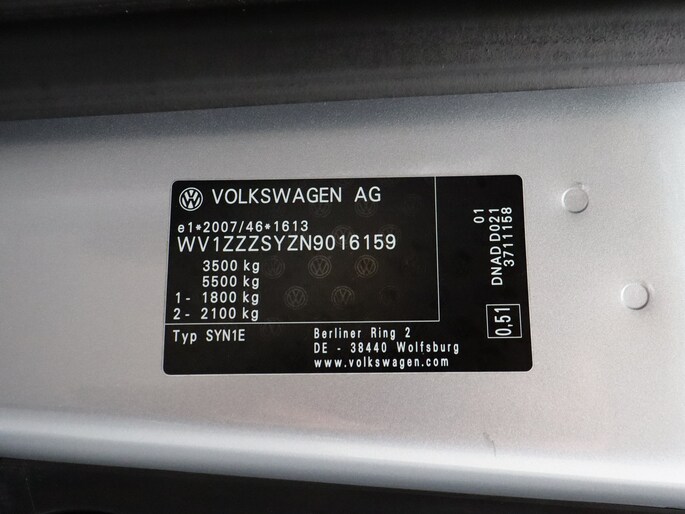 VOLKSWAGEN AG
e1*2007/46*1613
WV1ZZZSYZN9016159
3500 kg
5500 kg
1- 1800 kg
2- 2100 kg
Typ SYN1E
Berliner Ring 2
DE - 38440 Wolfsburg
www.volkswagen.com
01
DNAD D021
3711158
0,51